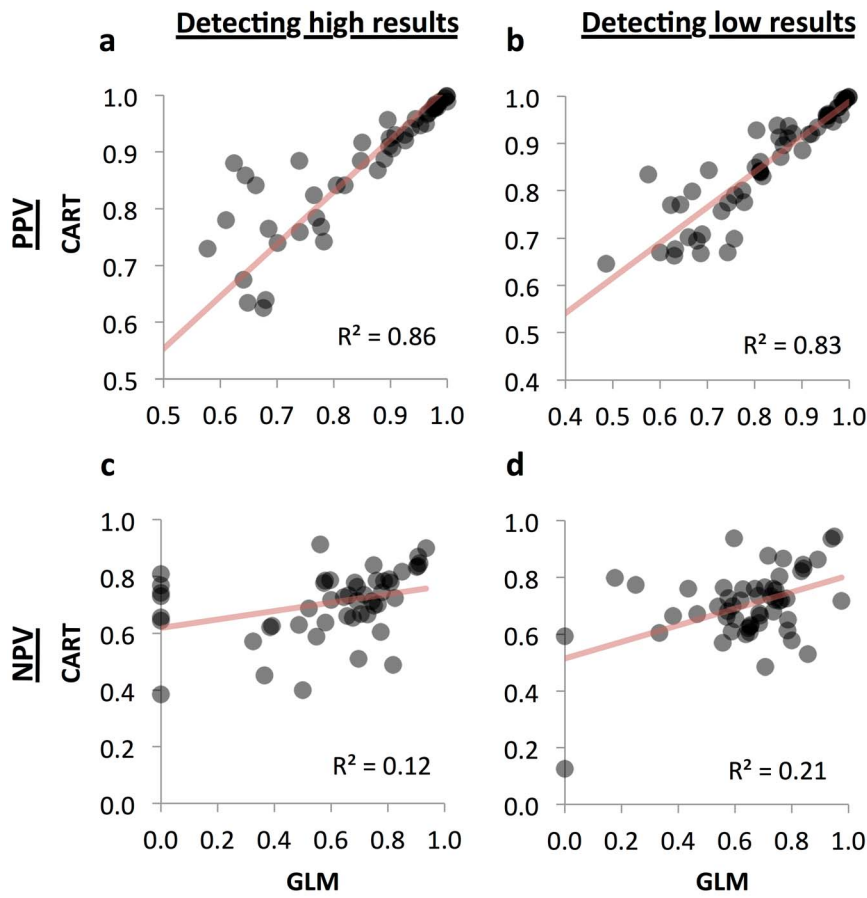 Detecting high results
Detecting low results
a
b
PPV
CART
1.0
0.9
0.8
0.7
0.6
0.5
R² = 0.86
0.5 0.6 0.7 0.8 0.9 1.0
1.0
0.9
0.8
0.7
0.6
0.5
0.4
R² = 0.83
0.4 0.5 0.6 0.7 0.8 0.9 1.0
c
d
NPV
CART
1.0
0.8
0.6
0.4
0.2
0.0
R² = 0.12
0.0 0.2 0.4 0.6 0.8 1.0
GLM
1.0
0.8
0.6
0.4
0.2
0.0
R² = 0.21
0.0 0.2 0.4 0.6 0.8 1.0
GLM